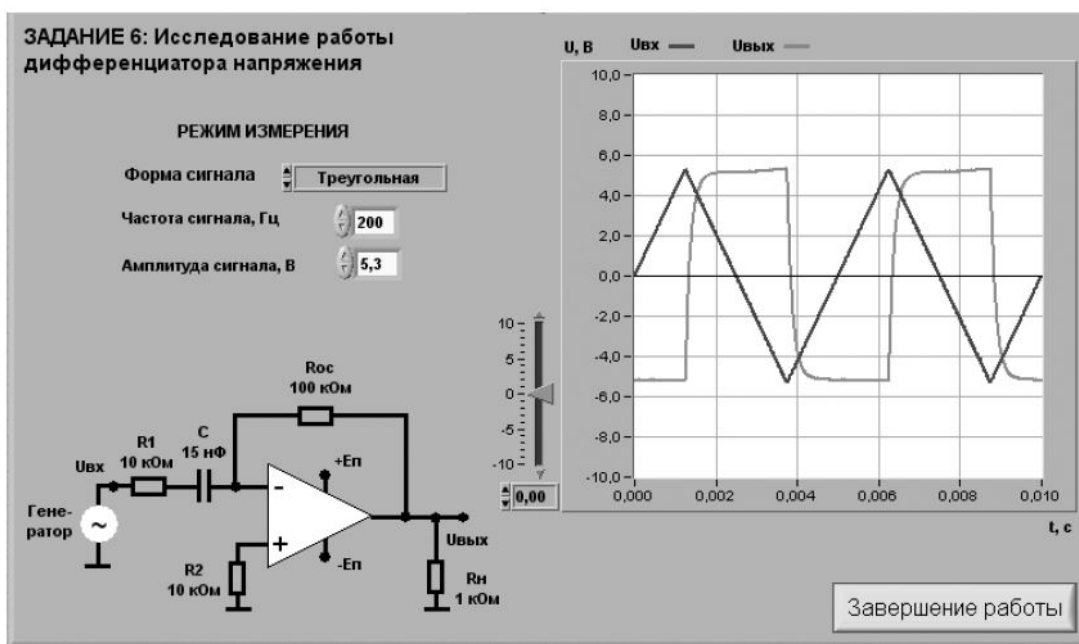 ЗАДАНИЕ 6: Исследование работы
дифференциатора напряжения
РЕЖИМ ИЗМЕРЕНИЯ
Форма сигнала
Треугольная
Частота сигнала, Гц
200
Амплитуда сигнала, В
5,3
U, В
Uвх
Uвых
10,0
8,0
6,0
4,0
2,0
0,0
-2,0
-4,0
-6,0
-8,0
-10,0
0,000 0,002 0,004 0,006 0,008 0,010
t, с
10
5
0
-5
-10
0,00
Rос
100 кОм
C
15 нФ
R1
10 кОм
Uвх
+Eп
-
+
-Eп
Гене-
ратор
~
Uвых
R2
10 кОм
Rн
1 кОм
Завершение работы